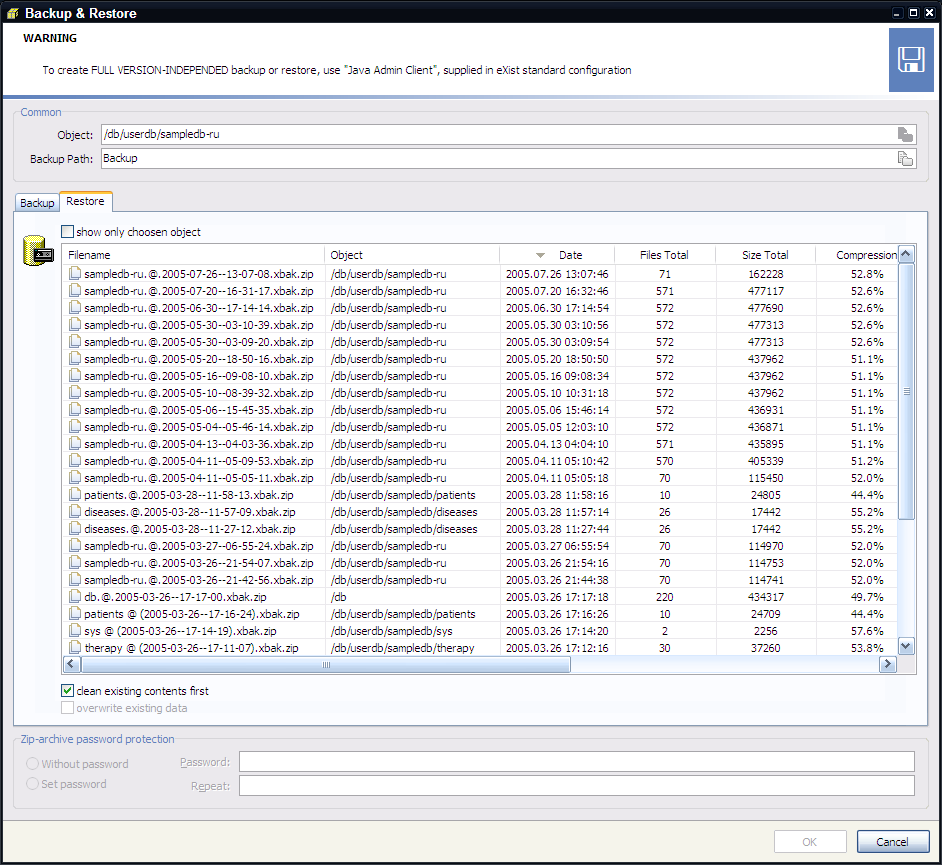 Backup & Restore
WARNING
To create FULL VERSION-INDEPENDED backup or restore, use "Java Admin Client", supplied in eXist standard configuration
Common
Object: /db/userdb/sampledb-ru
Backup Path: Backup
Backup Restore
show only choosen object
Filename Object Date Files Total Size Total Compression
sampledb-ru.@.2005-07-26--13-07-08.xbak.zip /db/userdb/sampledb-ru 2005.07.26 13:07:46 71 162228 52.8%
sampledb-ru.@.2005-07-20--16-31-17.xbak.zip /db/userdb/sampledb-ru 2005.07.20 16:32:46 571 477117 52.6%
sampledb-ru.@.2005-06-30--17-14-14.xbak.zip /db/userdb/sampledb-ru 2005.06.30 17:14:54 572 477690 52.6%
sampledb-ru.@.2005-05-30--03-10-39.xbak.zip /db/userdb/sampledb-ru 2005.05.30 03:10:56 572 477313 52.6%
sampledb-ru.@.2005-05-30--03-09-20.xbak.zip /db/userdb/sampledb-ru 2005.05.30 03:09:54 572 477313 52.6%
sampledb-ru.@.2005-05-20--18-50-16.xbak.zip /db/userdb/sampledb-ru 2005.05.20 18:50:50 572 437962 51.1%
sampledb-ru.@.2005-05-16--09-08-10.xbak.zip /db/userdb/sampledb-ru 2005.05.16 09:08:34 572 437962 51.1%
sampledb-ru.@.2005-05-10--08-39-32.xbak.zip /db/userdb/sampledb-ru 2005.05.10 10:31:18 572 437962 51.1%
sampledb-ru.@.2005-05-06--15-45-35.xbak.zip /db/userdb/sampledb-ru 2005.05.06 15:46:14 572 436931 51.1%
sampledb-ru.@.2005-05-04--05-46-14.xbak.zip /db/userdb/sampledb-ru 2005.05.05 12:03:10 572 436871 51.1%
sampledb-ru.@.2005-04-13--04-03-36.xbak.zip /db/userdb/sampledb-ru 2005.04.13 04:04:10 571 435895 51.1%
sampledb-ru.@.2005-04-11--05-09-53.xbak.zip /db/userdb/sampledb-ru 2005.04.11 05:10:42 570 405339 51.2%
sampledb-ru.@.2005-04-11--05-05-11.xbak.zip /db/userdb/sampledb-ru 2005.04.11 05:05:18 70 115450 52.0%
patients.@.2005-03-28--11-58-13.xbak.zip /db/userdb/sampledb/patients 2005.03.28 11:58:16 10 24805 44.4%
diseases.@.2005-03-28--11-57-09.xbak.zip /db/userdb/sampledb/diseases 2005.03.28 11:57:14 26 17442 55.2%
diseases.@.2005-03-28--11-27-12.xbak.zip /db/userdb/sampledb/diseases 2005.03.28 11:27:44 26 17442 55.2%
sampledb-ru.@.2005-03-27--06-55-24.xbak.zip /db/userdb/sampledb-ru 2005.03.27 06:55:54 70 114970 52.0%
sampledb-ru.@.2005-03-26--21-54-07.xbak.zip /db/userdb/sampledb-ru 2005.03.26 21:54:16 70 114753 52.0%
sampledb-ru.@.2005-03-26--21-42-56.xbak.zip /db/userdb/sampledb-ru 2005.03.26 21:44:38 70 114741 52.0%
db.@.2005-03-26--17-17-00.xbak.zip /db 2005.03.26 17:17:18 220 434317 49.7%
patients @ (2005-03-26--17-16-24).xbak.zip /db/userdb/sampledb/patients 2005.03.26 17:16:26 10 24709 44.4%
sys @ (2005-03-26--17-14-19).xbak.zip /db/userdb/sampledb/sys 2005.03.26 17:14:20 2 2256 57.6%
therapy @ (2005-03-26--17-11-07).xbak.zip /db/userdb/sampledb/therapy 2005.03.26 17:12:16 30 37260 53.8%
clean existing contents first
overwrite existing data
Zip-archive password protection
Without password Password:
Set password Repeat:
OK Cancel